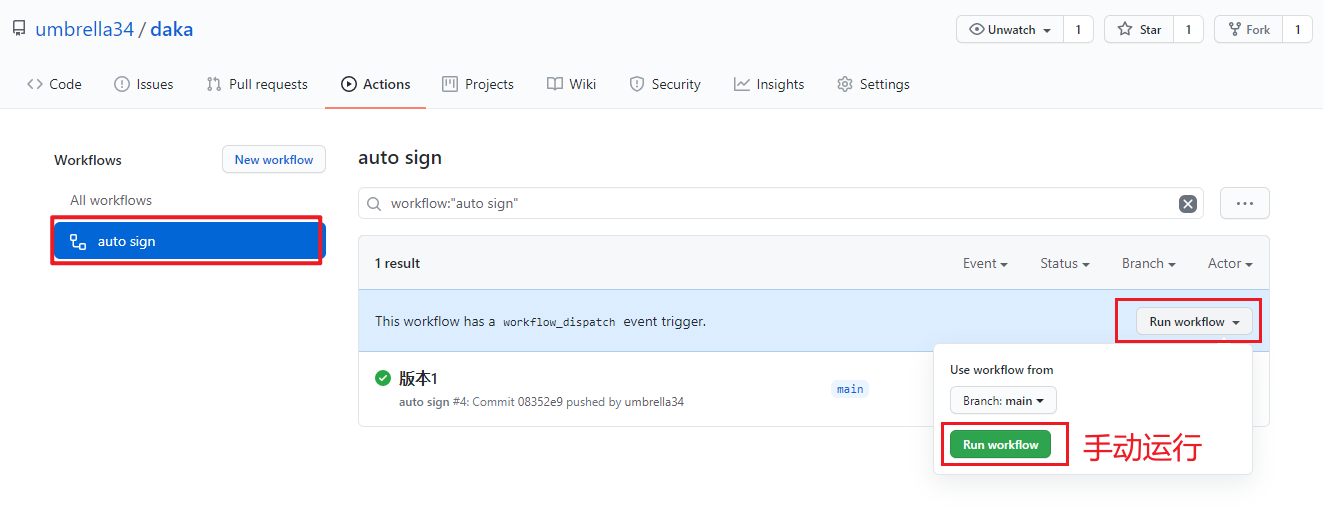 umbrella34 / daka
Unwatch 1 Star 1 Fork 1
Code Issues Pull requests Actions Projects Wiki Security Insights Settings
Workflows New workflow
All workflows
auto sign
auto sign
workflow:"auto sign"
1 result Event Status Branch Actor
This workflow has a workflow_dispatch event trigger. Run workflow
版本1
auto sign #4: Commit 08352e9 pushed by umbrella34
main
Use workflow from
Branch: main
Run workflow 手动运行